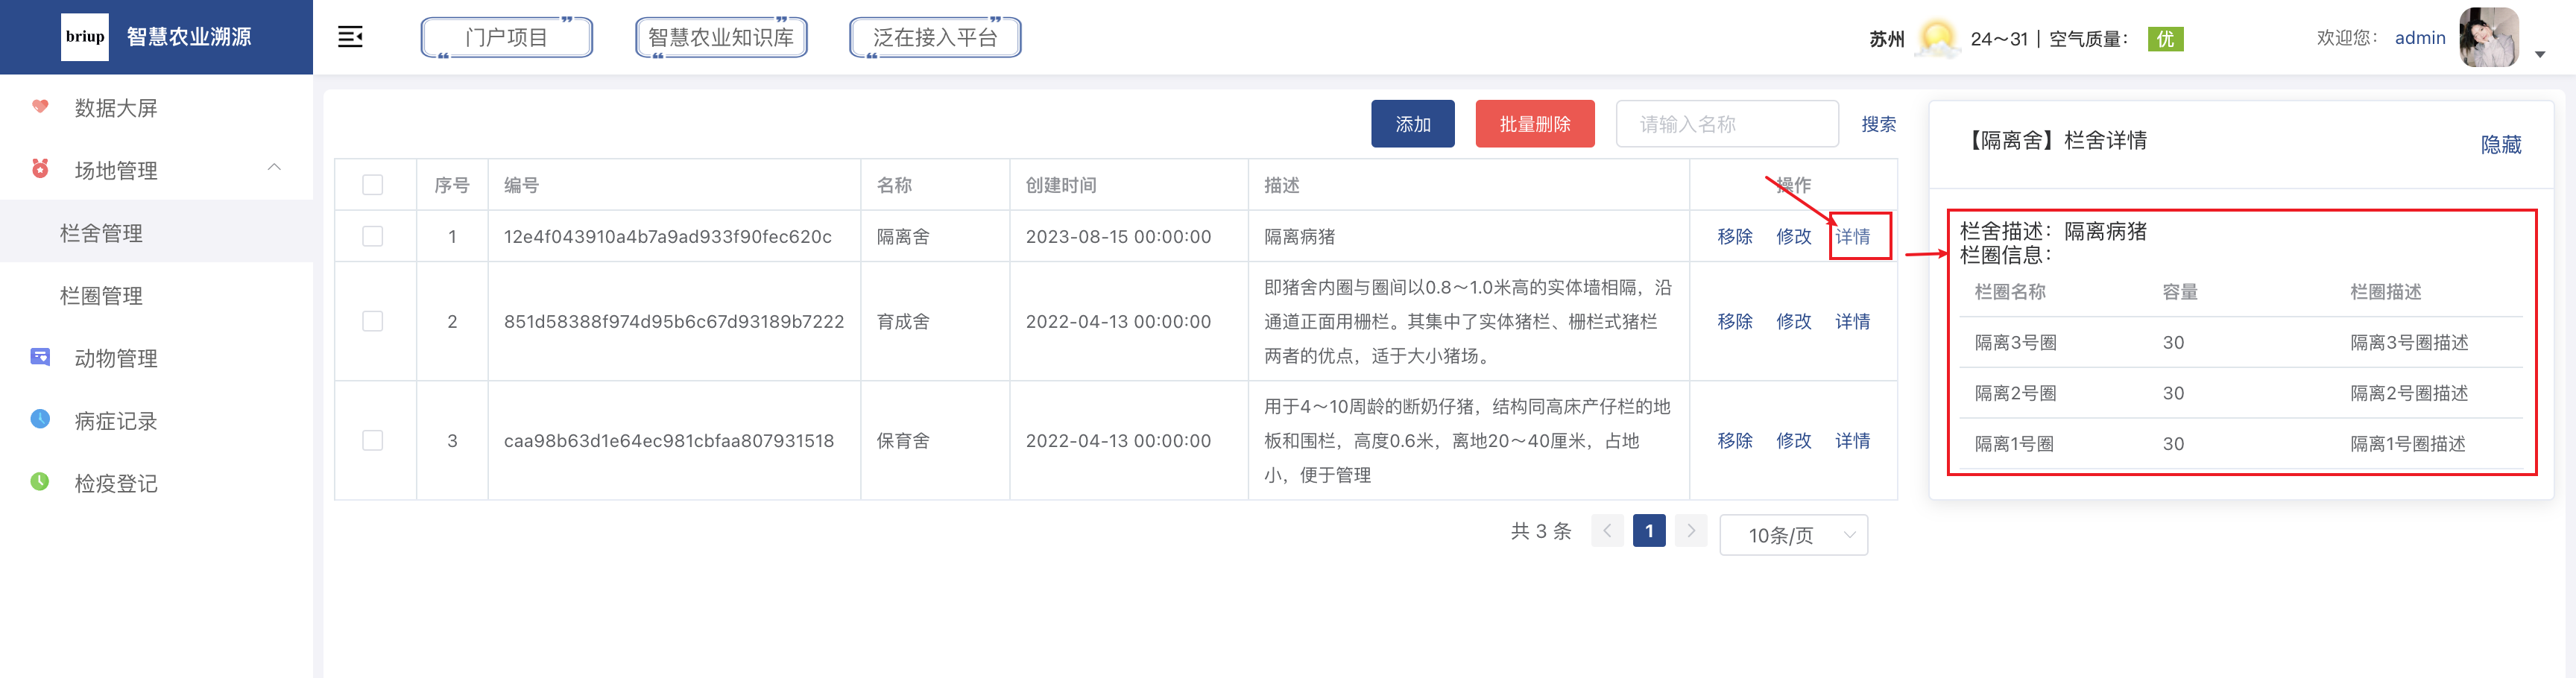 briup 智慧农业溯源
门户项目
智慧农业知识库
泛在接入平台
苏州 24～31 | 空气质量： 优
欢迎您： admin
数据大屏
场地管理
栏舍管理
栏圈管理
动物管理
病症记录
检疫登记
添加 批量删除 请输入名称 搜索
序号 编号 名称 创建时间 描述 操作
1 12e4f043910a4b7a9ad933f90fec620c 隔离舍 2023-08-15 00:00:00 隔离病猪 移除 修改 详情
2 851d58388f974d95b6c67d93189b7222 育成舍 2022-04-13 00:00:00
即猪舍内圈与圈间以0.8～1.0米高的实体墙相隔，沿
通道正面用栅栏。其集中了实体猪栏、栅栏式猪栏
两者的优点，适于大小猪场。
移除 修改 详情
3 caa98b63d1e64ec981cbfaa807931518 保育舍 2022-04-13 00:00:00
用于4～10周龄的断奶仔猪，结构同高床产仔栏的地
板和围栏，高度0.6米，离地20～40厘米，占地
小，便于管理
移除 修改 详情
共 3 条 1 10条/页
【隔离舍】栏舍详情 隐藏
栏舍描述：隔离病猪
栏圈信息：
栏圈名称 容量 栏圈描述
隔离3号圈 30 隔离3号圈描述
隔离2号圈 30 隔离2号圈描述
隔离1号圈 30 隔离1号圈描述